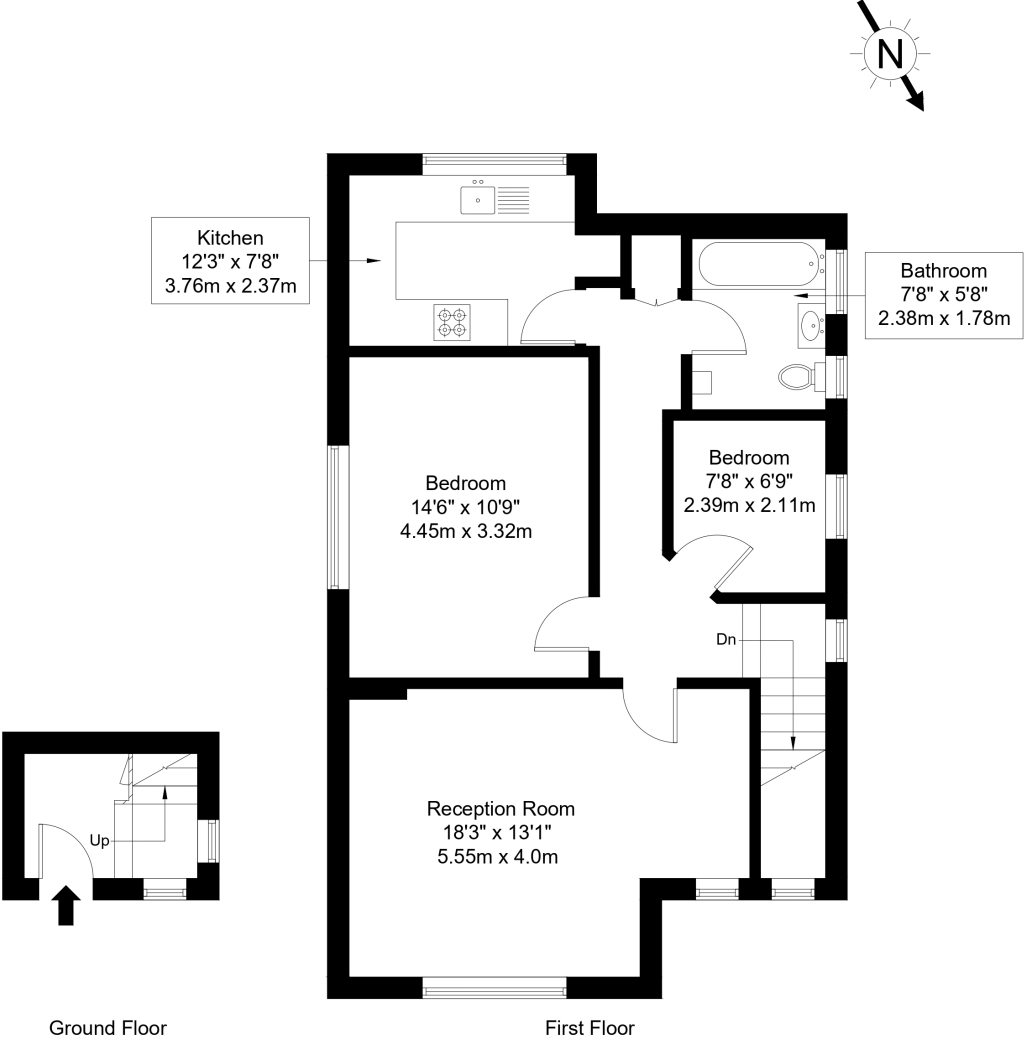 N
Kitchen
12'3" x 7'8"
3.76m x 2.37m
Bathroom
7'8" x 5'8"
2.38m x 1.78m
Bedroom
14'6" x 10'9"
4.45m x 3.32m
Bedroom
7'8" x 6'9"
2.39m x 2.11m
Dn
Reception Room
18'3" x 13'1"
5.55m x 4.0m
Up
Ground Floor
First Floor